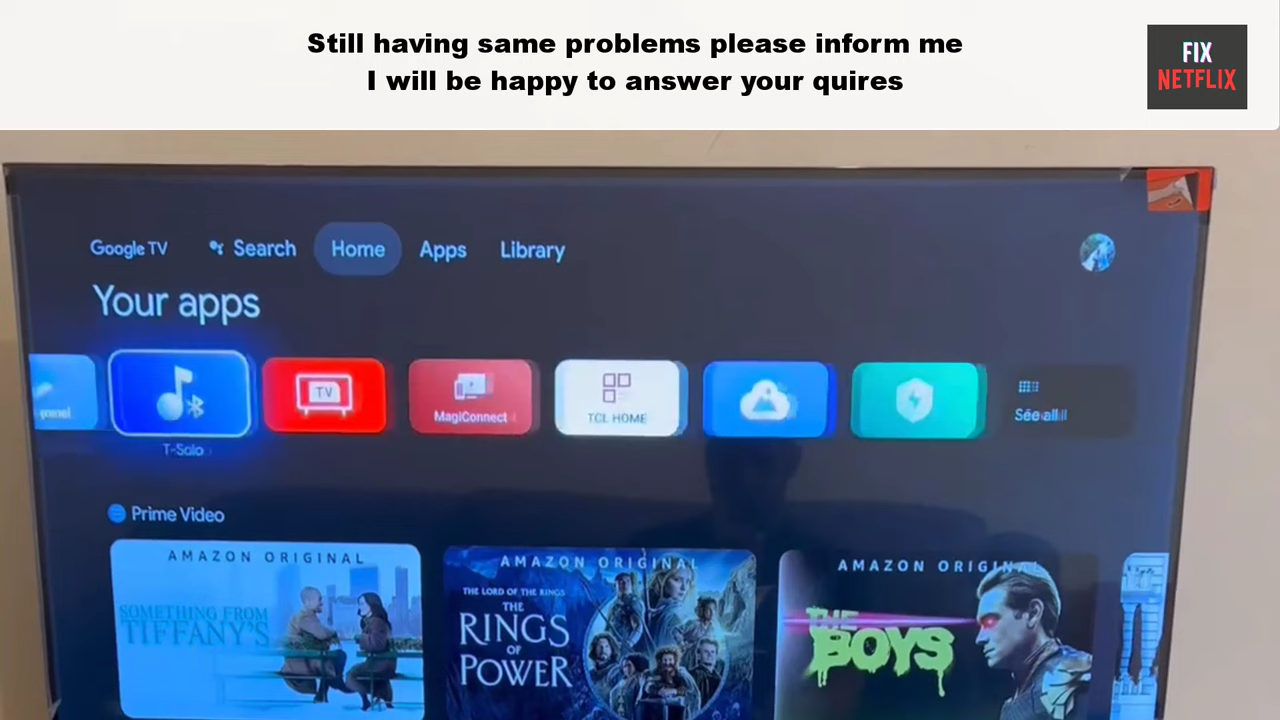 Still having same problems please inform me
I will be happy to answer your quires
FIX
NETFLIX
Google TV Search Home Apps Library
Your apps
panel
TV
MagiConnect
TCL HOME
See all
T-Solo
Prime Video
AMAZON ORIGINAL
SOMETHING FROM
TIFFANY'S
AMAZON ORIGINAL
THE LORD OF THE RINGS
THE
RINGS
OF
POWER
AMAZON ORIGINAL
THE
BOYS